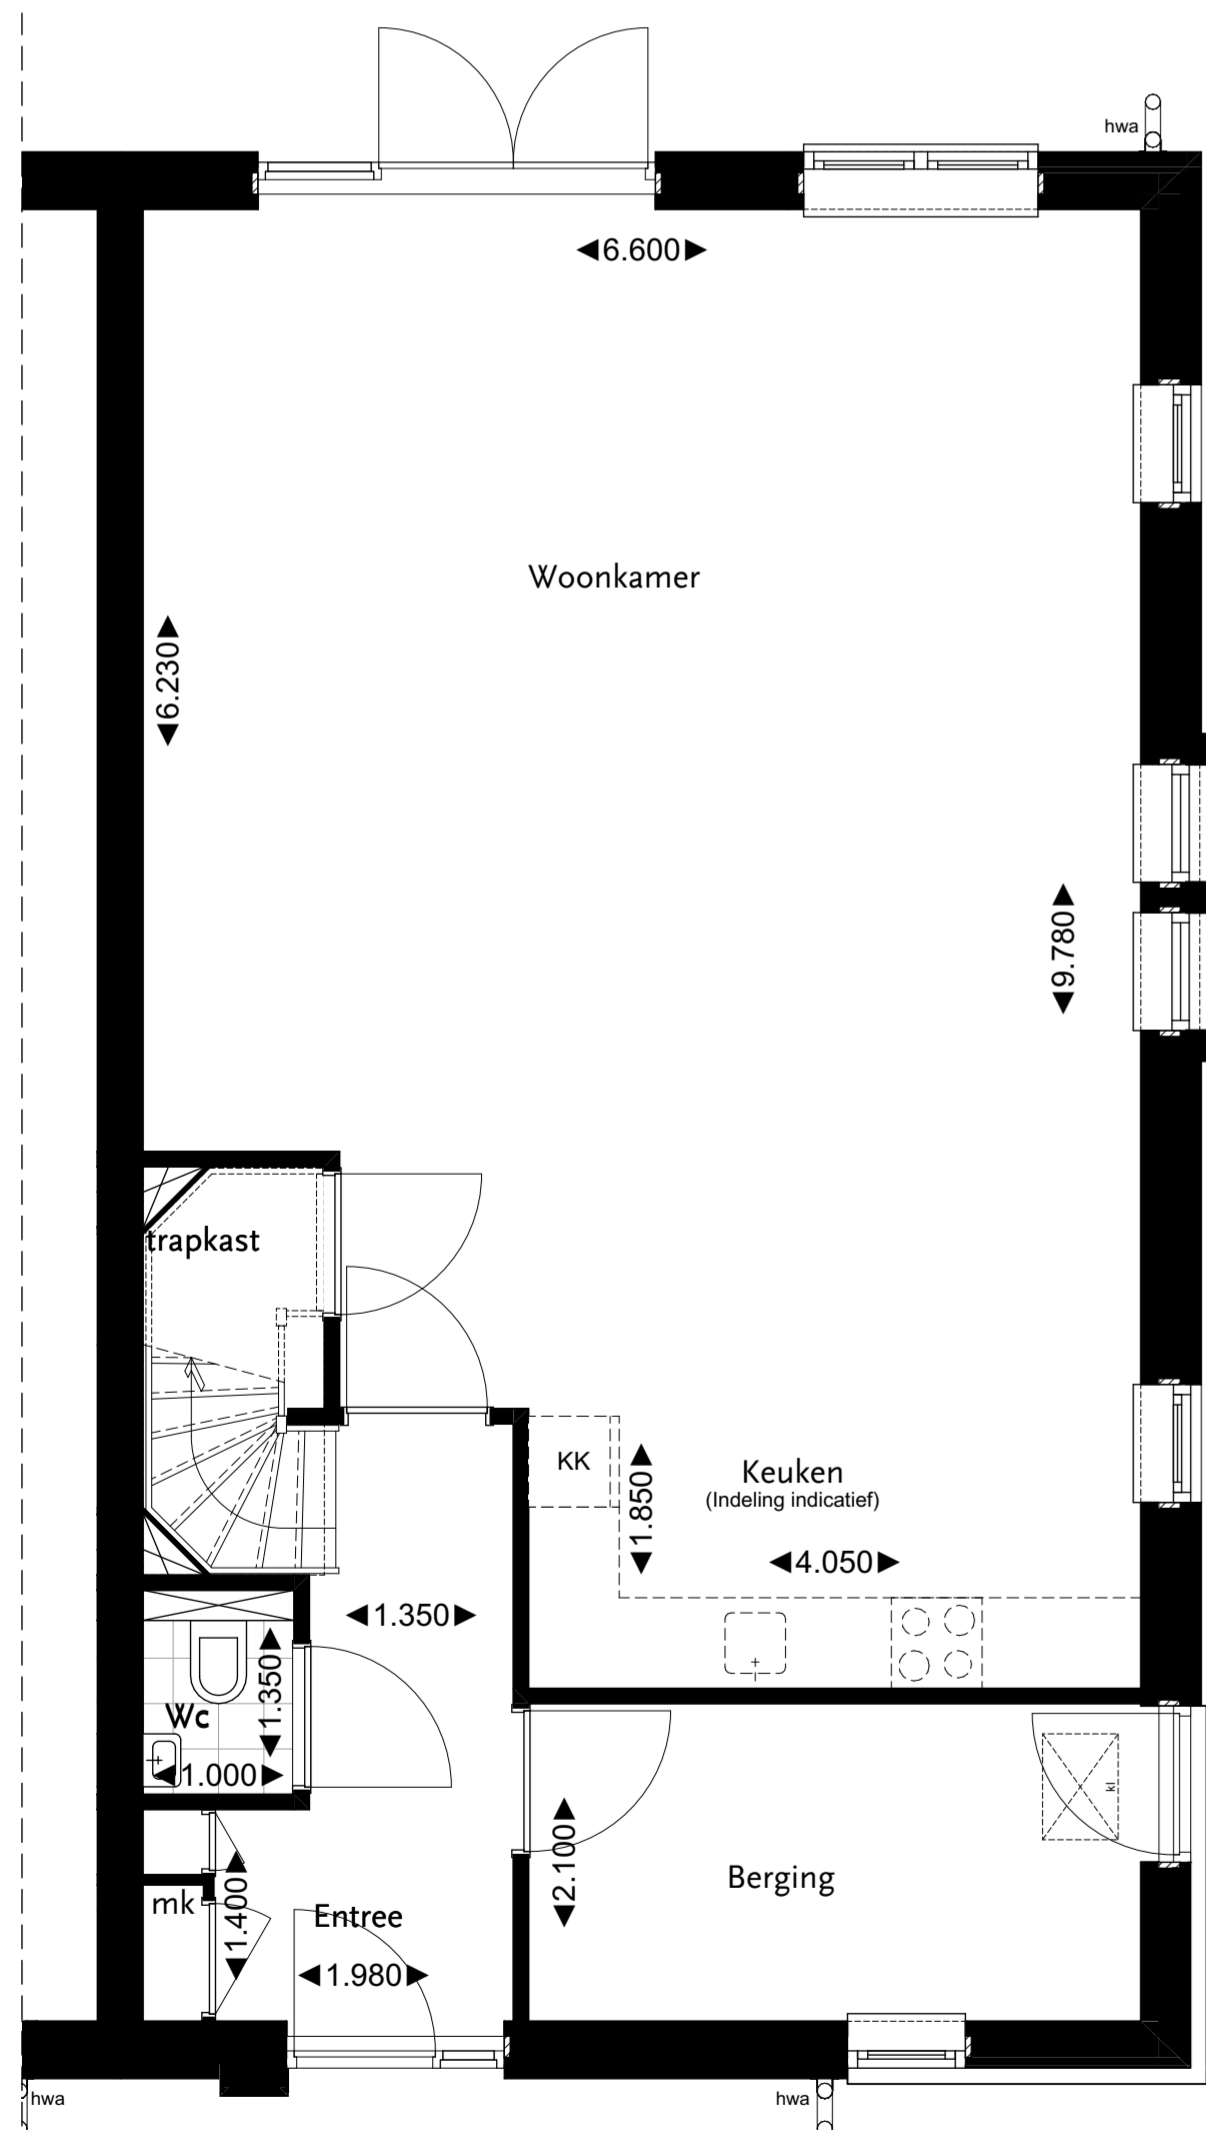 hwa
6.600
Woonkamer
6.230
9.780
trapkast
KK
1.850
Keuken
(Indeling indicatief)
4.050
1.350
1.350
Wc
1.000
kl
2.100
Berging
mk
1.400
Entree
1.980
hwa
hwa